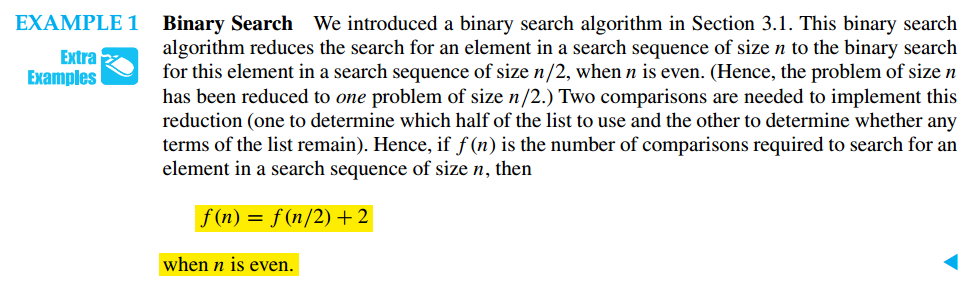 EXAMPLE 1 Binary Search We introduced a binary search algorithm in Section 3.1. This binary search
Extra algorithm reduces the search for an element in a search sequence of size n to the binary search
Examples for this element in a search sequence of size n/2, when n is even. (Hence, the problem of size n
has been reduced to one problem of size n/2.) Two comparisons are needed to implement this
reduction (one to determine which half of the list to use and the other to determine whether any
terms of the list remain). Hence, if f(n) is the number of comparisons required to search for an
element in a search sequence of size n, then
f(n) = f(n/2) + 2
when n is even.